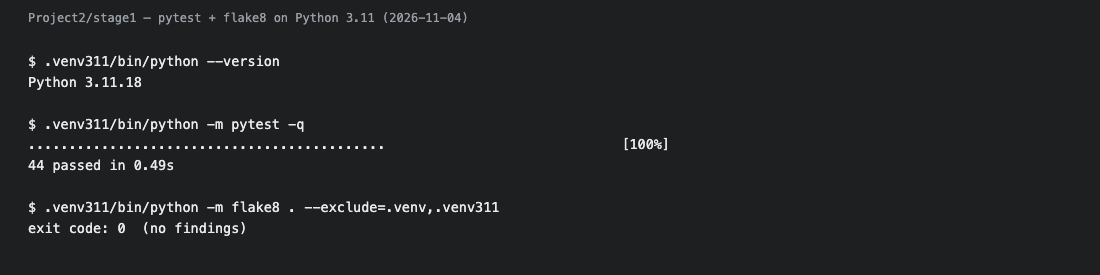 Project2/stage1 — pytest + flake8 on Python 3.11 (2026-11-04)
$ .venv311/bin/python --version
Python 3.11.18
$ .venv311/bin/python -m pytest -q
............................................ [100%]
44 passed in 0.49s
$ .venv311/bin/python -m flake8 . --exclude=.venv,.venv311
exit code: 0  (no findings)